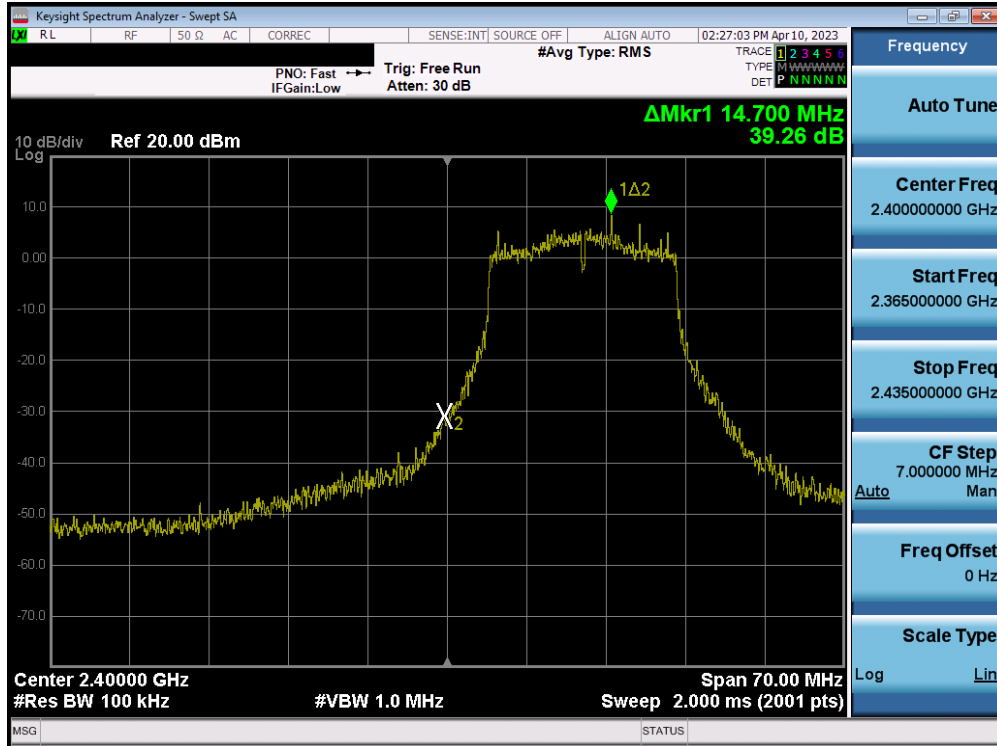 Keysight Spectrum Analyzer - Swept SA
LXI RL RF 50 Ω AC CORREC SENSE:INT SOURCE OFF ALIGN AUTO 02:27:03 PM Apr 10, 2023
#Avg Type: RMS
TRACE 1 2 3 4 5 6
TYPE M WWWWW
DET P N N N N N
PNO: Fast
IFGain:Low
Trig: Free Run
Atten: 30 dB
ΔMkr1 14.700 MHz
39.26 dB
10 dB/div
Log
Ref 20.00 dBm
1Δ2
10.0
0.00
-10.0
-20.0
-30.0
2
-40.0
-50.0
-60.0
-70.0
Center 2.40000 GHz
Span 70.00 MHz
#Res BW 100 kHz
#VBW 1.0 MHz
Sweep 2.000 ms (2001 pts)
MSG
STATUS
Frequency
Auto Tune
Center Freq
2.400000000 GHz
Start Freq
2.365000000 GHz
Stop Freq
2.435000000 GHz
CF Step
7.000000 MHz
Auto Man
Freq Offset
0 Hz
Scale Type
Log Lin